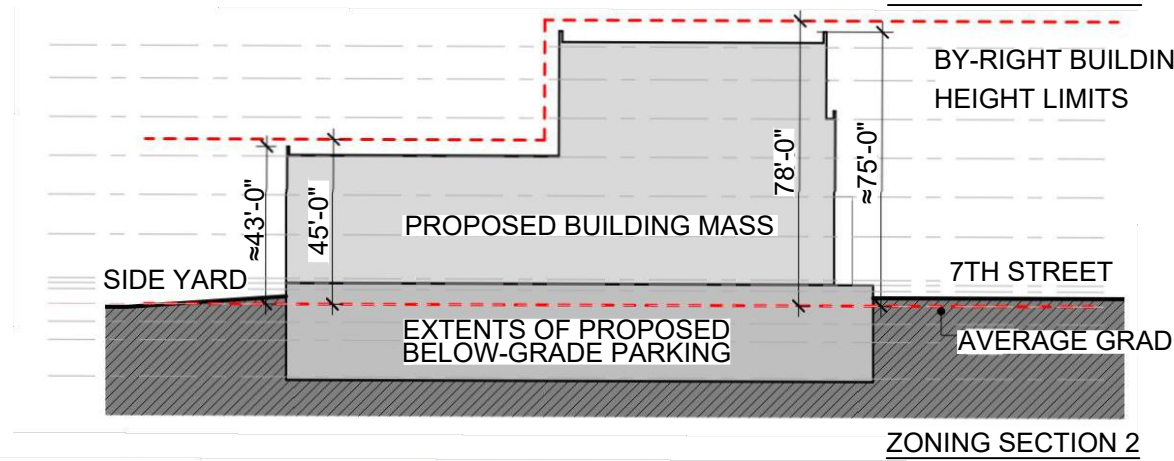 BY-RIGHT BUILDIN
HEIGHT LIMITS
≈43'-0"
45'-0"
78'-0"
≈75'-0"
PROPOSED BUILDING MASS
SIDE YARD
7TH STREET
EXTENTS OF PROPOSED
BELOW-GRADE PARKING
AVERAGE GRAD
ZONING SECTION 2